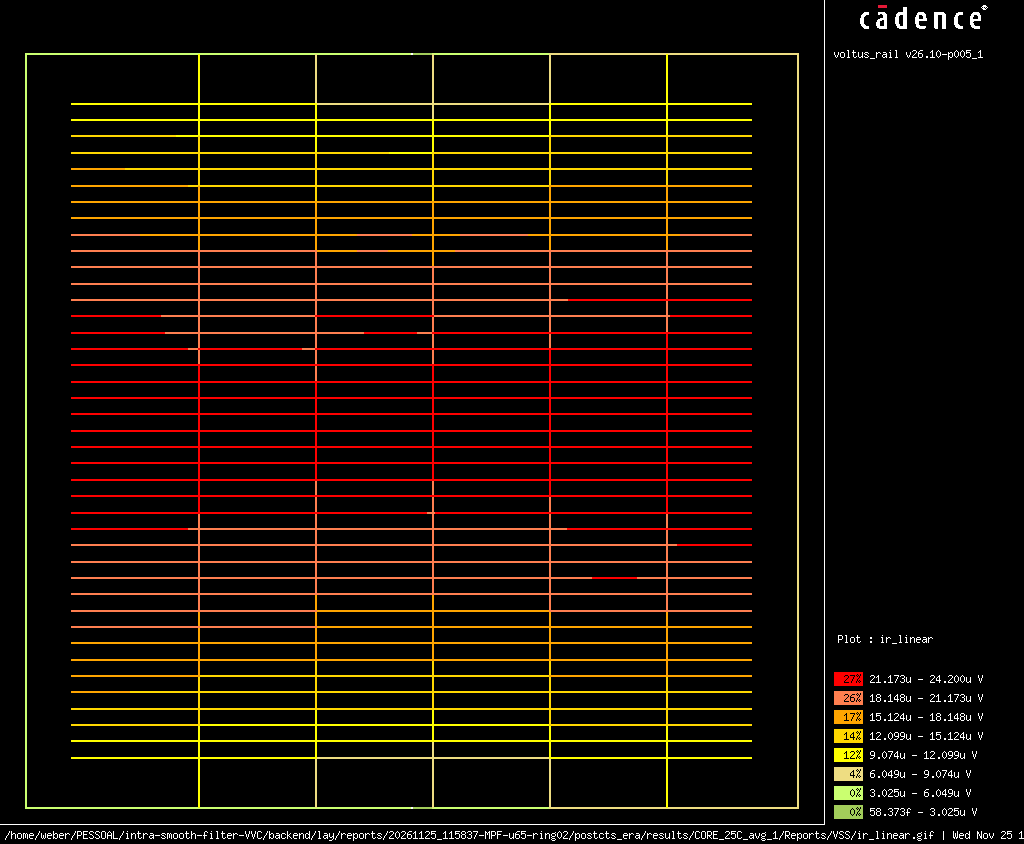 cādence®
voltus_rail v26.10-p005_1
Plot : ir_linear
27% 21.173u - 24.200u V
26% 18.148u - 21.173u V
17% 15.124u - 18.148u V
14% 12.099u - 15.124u V
12% 9.074u - 12.099u V
4% 6.049u - 9.074u V
0% 3.025u - 6.049u V
0% 58.373f - 3.025u V
/home/weber/PESSOAL/intra-smooth-filter-VVC/backend/lay/reports/20261125_115837-MPF-u65-ring02/postcts_era/results/CORE_25C_avg_1/Reports/VSS/ir_linear.gif | Wed Nov 25 1